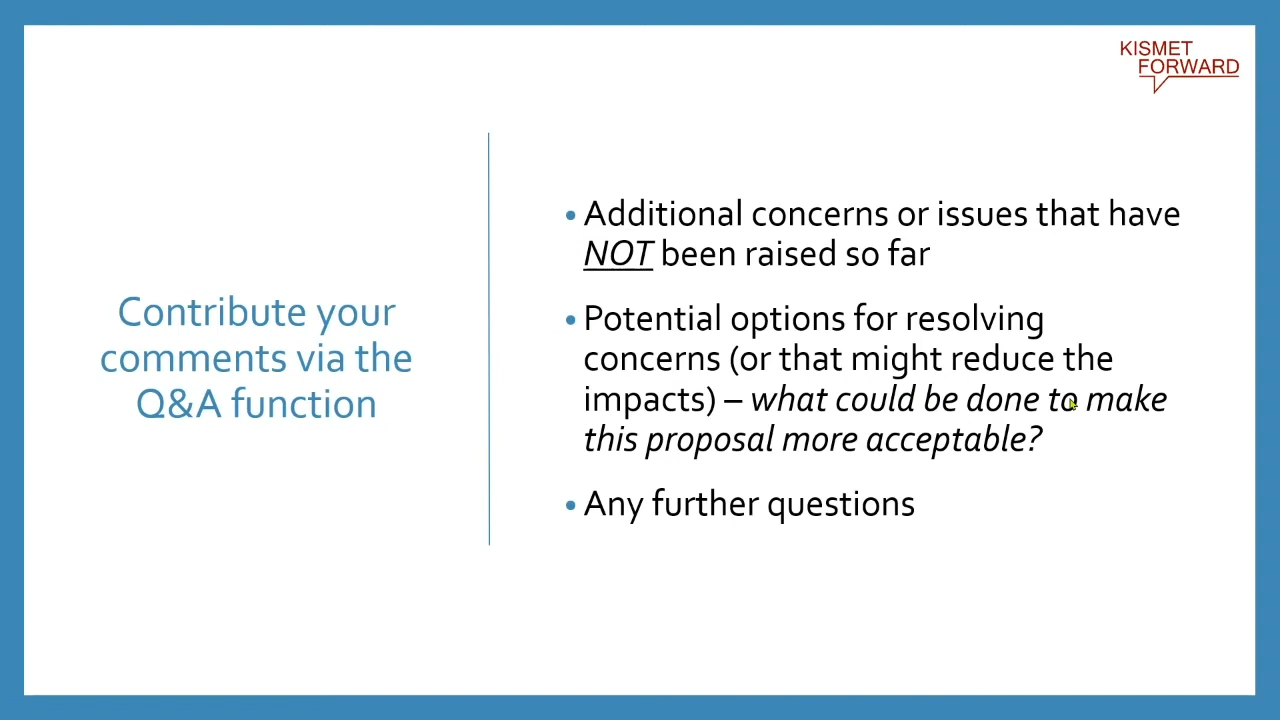 KISMET
FORWARD
Contribute your
comments via the
Q&A function
• Additional concerns or issues that have
NOT been raised so far
• Potential options for resolving
concerns (or that might reduce the
impacts) – what could be done to make
this proposal more acceptable?
• Any further questions